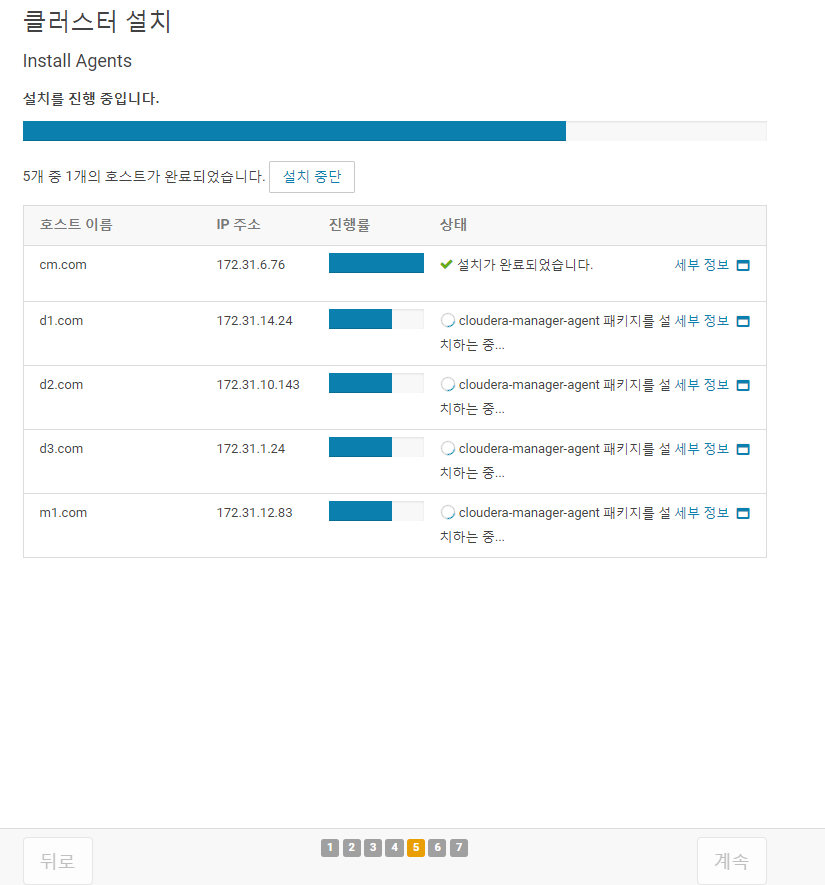 클러스터 설치
Install Agents
설치를 진행 중입니다.
5개 중 1개의 호스트가 완료되었습니다. 설치 중단
호스트 이름 IP 주소 진행률 상태
cm.com 172.31.6.76 설치가 완료되었습니다. 세부 정보
d1.com 172.31.14.24 cloudera-manager-agent 패키지를 설 세부 정보
치하는 중...
d2.com 172.31.10.143 cloudera-manager-agent 패키지를 설 세부 정보
치하는 중...
d3.com 172.31.1.24 cloudera-manager-agent 패키지를 설 세부 정보
치하는 중...
m1.com 172.31.12.83 cloudera-manager-agent 패키지를 설 세부 정보
치하는 중...
뒤로 1 2 3 4 5 6 7 계속